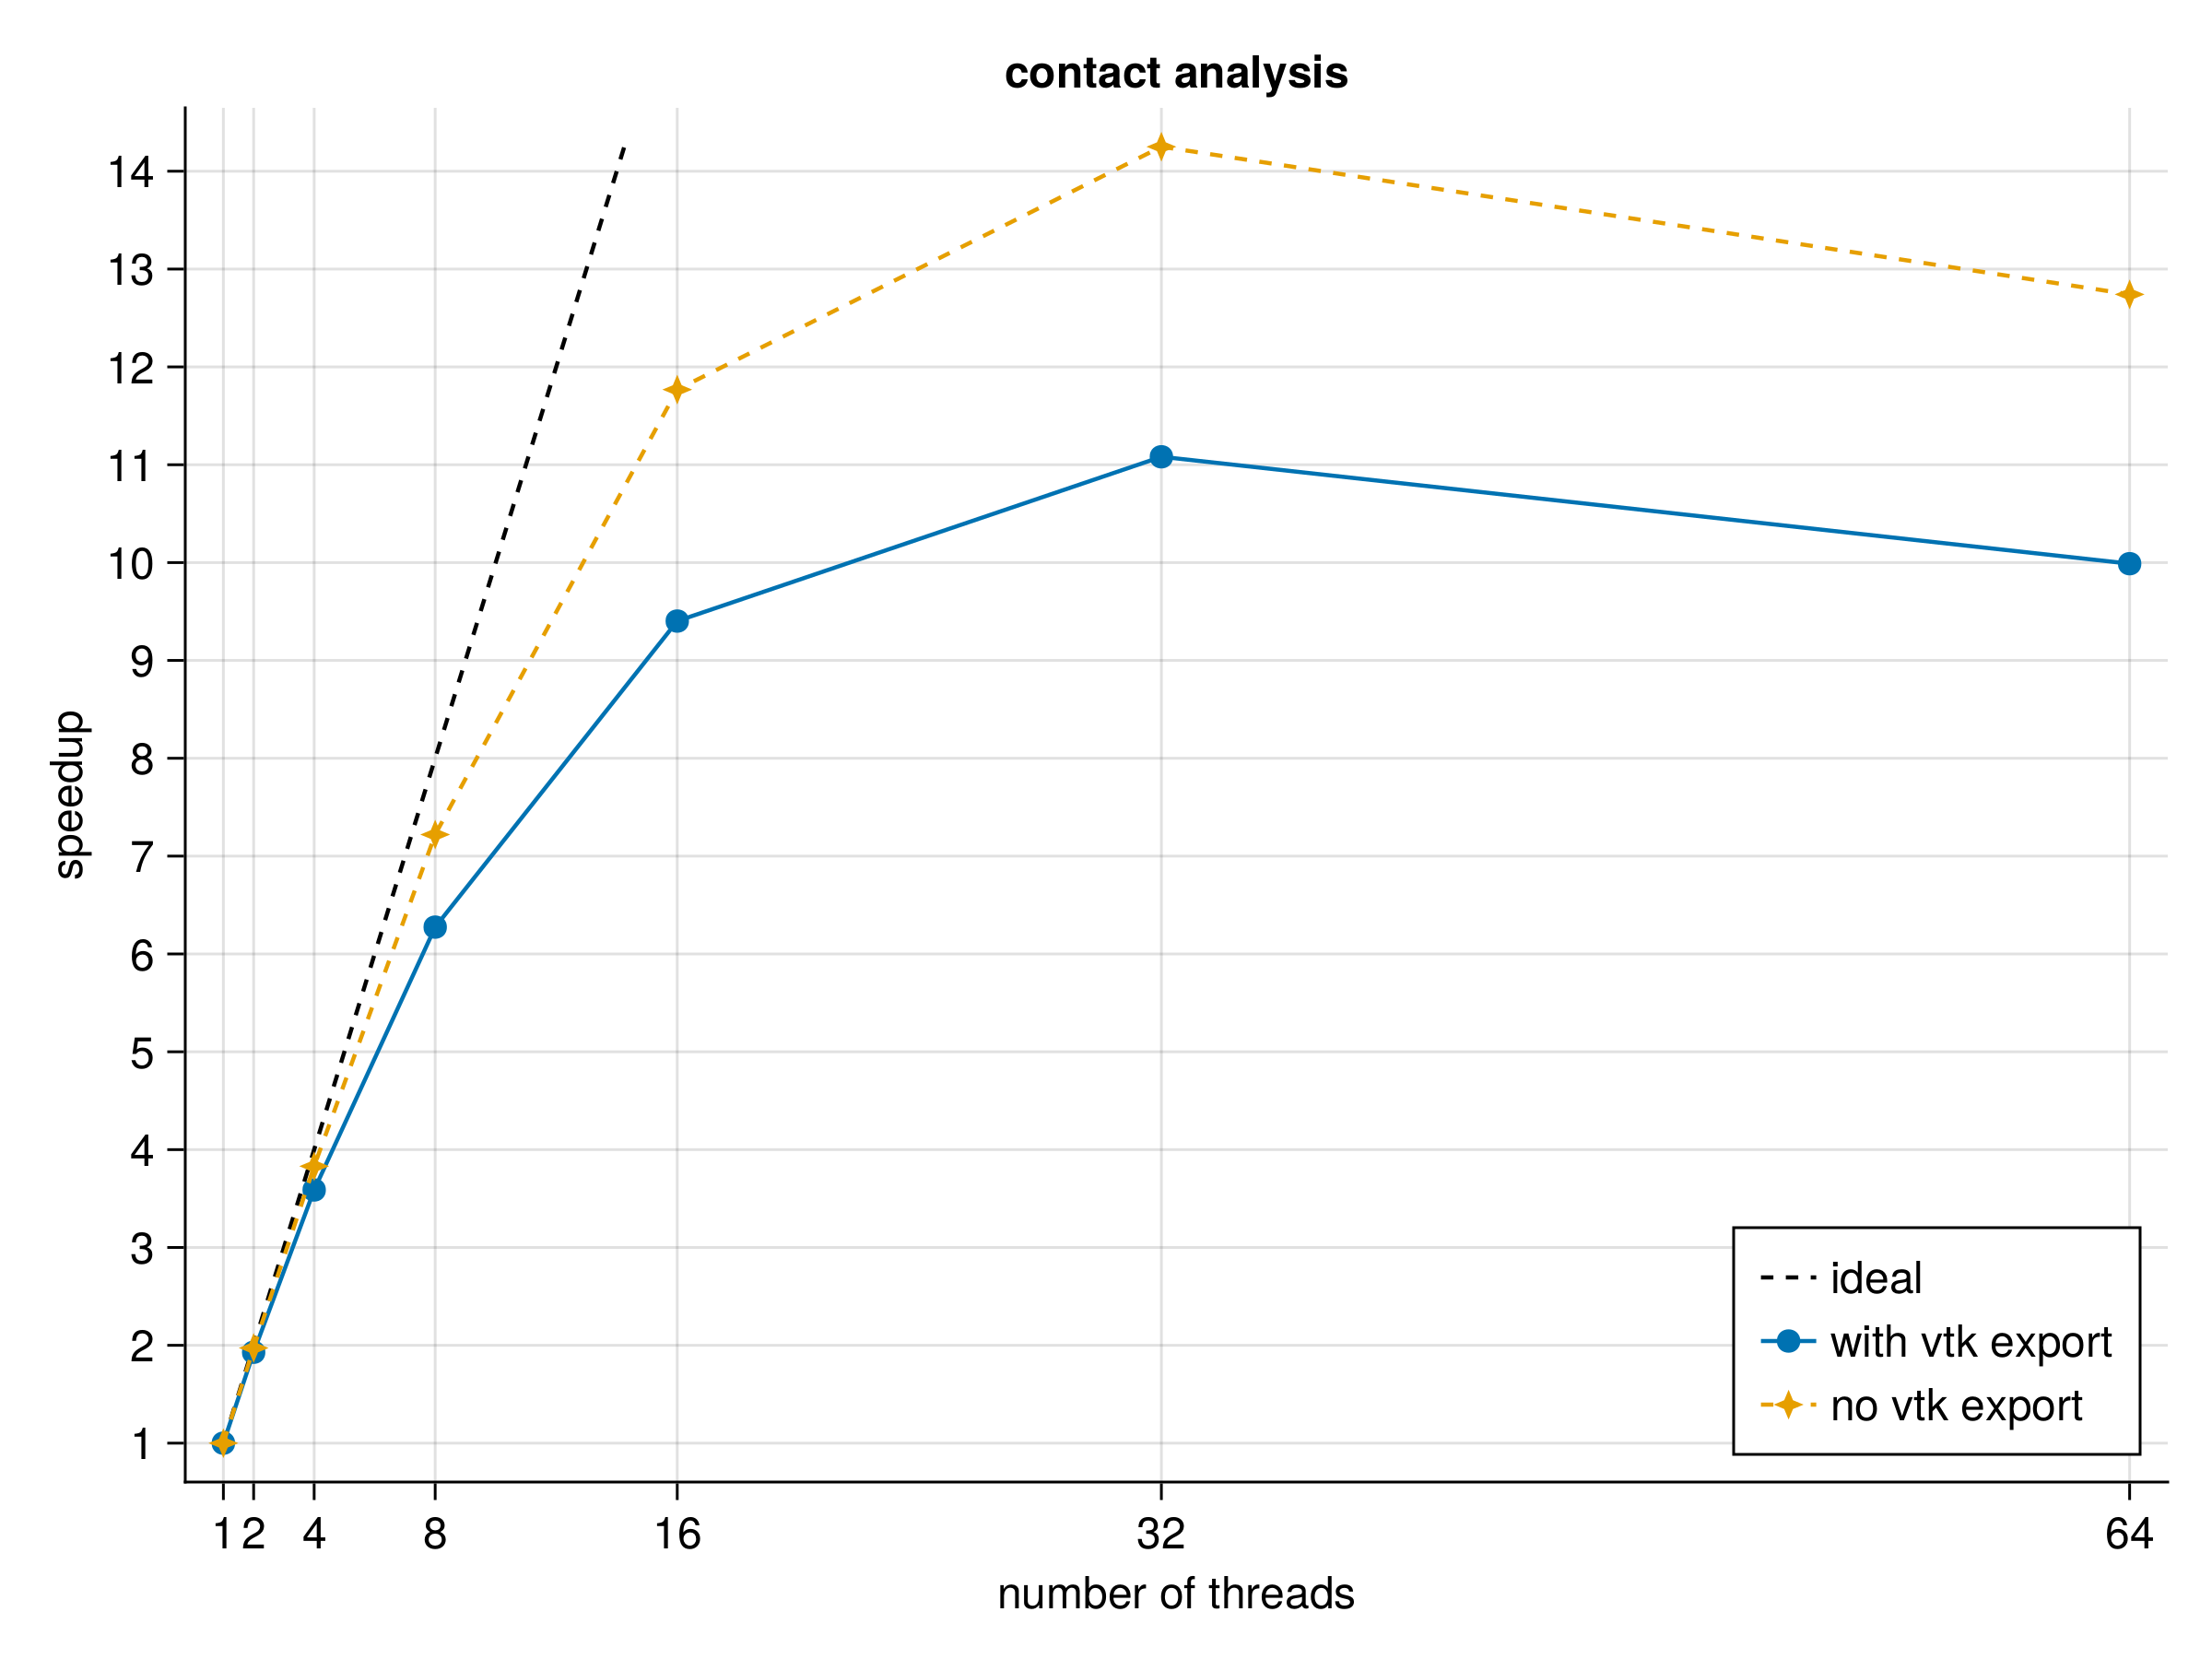 contact analysis
14
13
12
11
10
9
8
7
6
5
4
3
2
1
speedup
ideal
with vtk export
no vtk export
1 2 4 8 16 32 64
number of threads